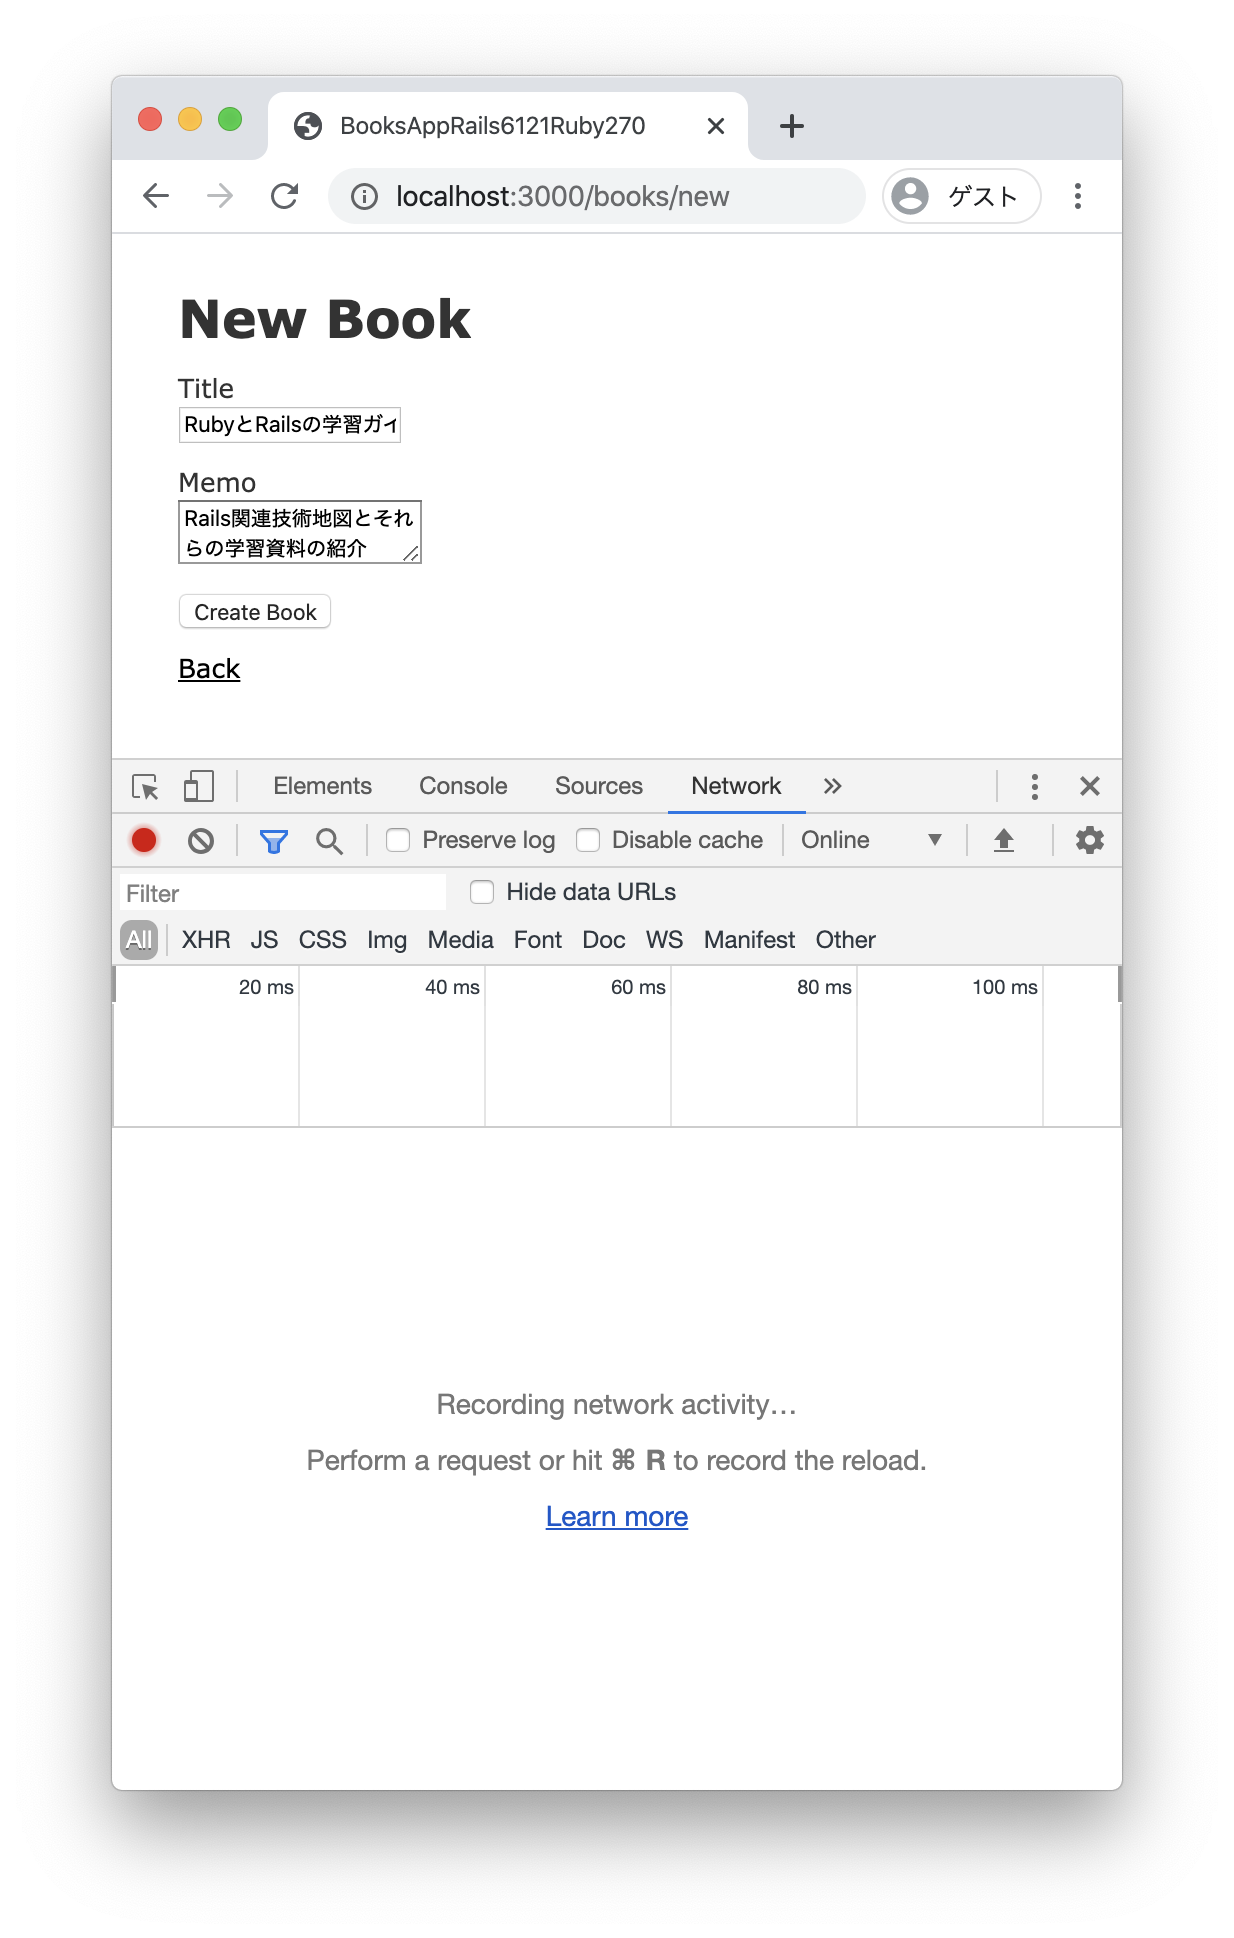 BooksAppRails6121Ruby270
localhost:3000/books/new
ゲスト
New Book
Title
RubyとRailsの学習ガイ
Memo
Rails関連技術地図とそれ
らの学習資料の紹介
Create Book
Back
Elements Console Sources Network
Preserve log Disable cache Online
Filter Hide data URLs
All XHR JS CSS Img Media Font Doc WS Manifest Other
20 ms 40 ms 60 ms 80 ms 100 ms
Recording network activity…
Perform a request or hit ⌘ R to record the reload.
Learn more